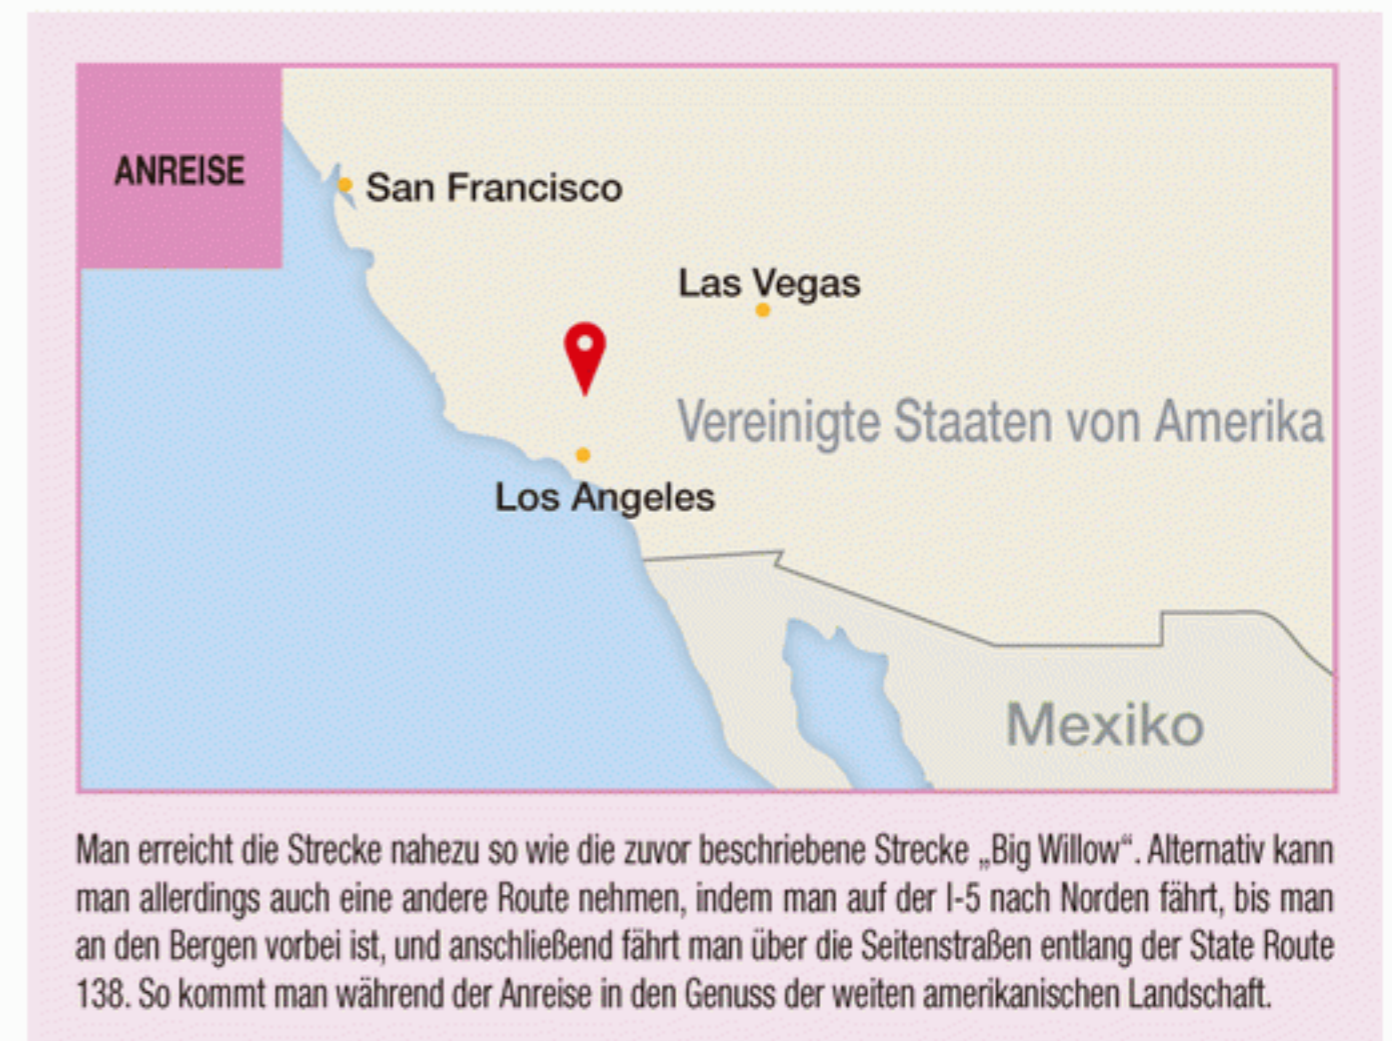 ANREISE
San Francisco
Las Vegas
Vereinigte Staaten von Amerika
Los Angeles
Mexiko
Man erreicht die Strecke nahezu so wie die zuvor beschriebene Strecke „Big Willow“. Alternativ kann
man allerdings auch eine andere Route nehmen, indem man auf der I-5 nach Norden fährt, bis man
an den Bergen vorbei ist, und anschließend fährt man über die Seitenstraßen entlang der State Route
138. So kommt man während der Anreise in den Genuss der weiten amerikanischen Landschaft.